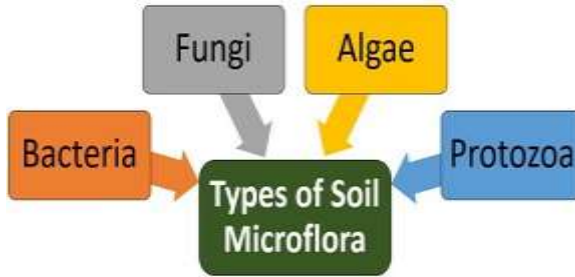 Fungi
Algae
Bacteria
Protozoa
Types of Soil
Microflora